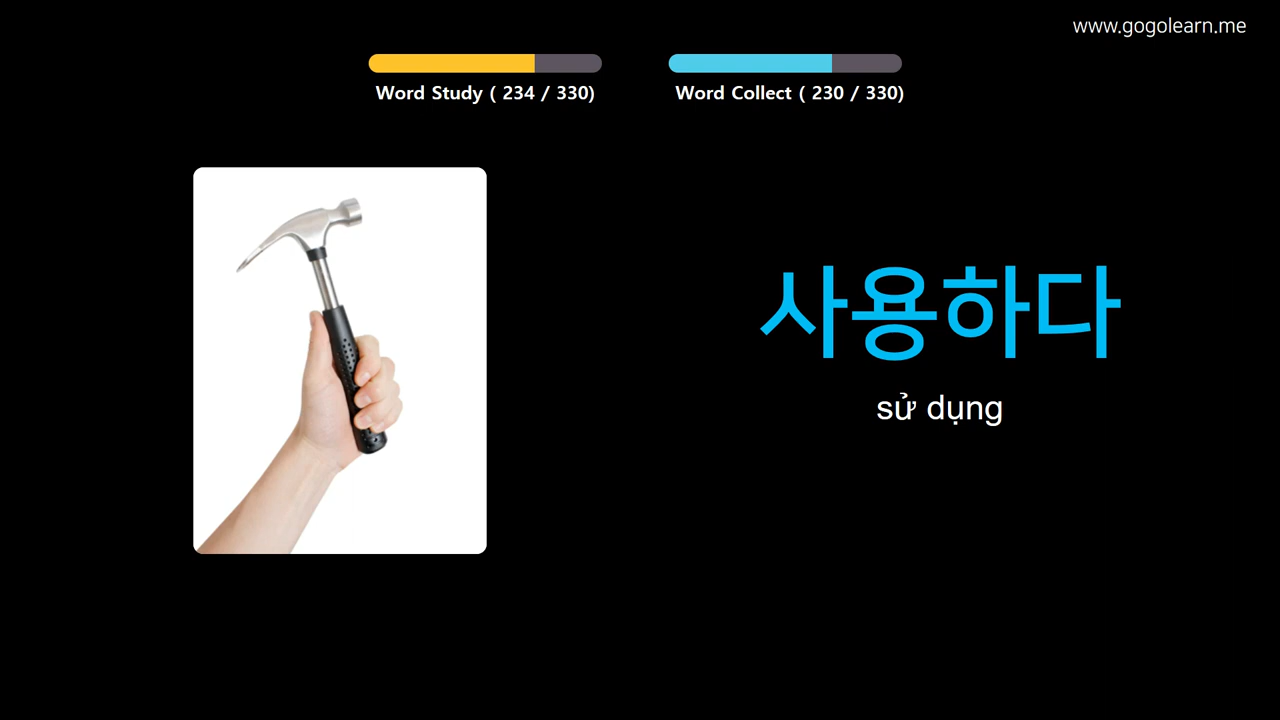 www.gogolearn.me
Word Study ( 234 / 330)
Word Collect ( 230 / 330)
사용하다
sử dụng